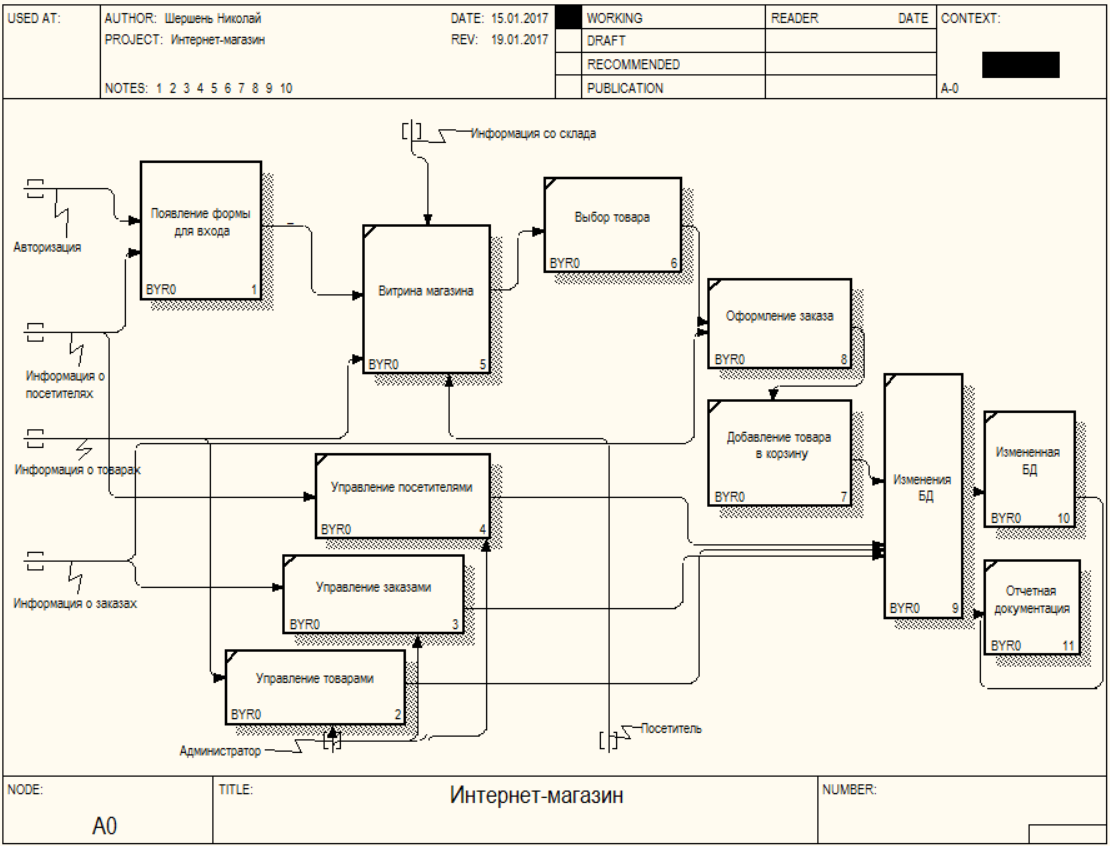 USED AT:
AUTHOR: Шершень Николай
DATE: 15.01.2017
PROJECT: Интернет-магазин
REV: 19.01.2017
NOTES: 1 2 3 4 5 6 7 8 9 10
WORKING
DRAFT
RECOMMENDED
PUBLICATION
READER
DATE
CONTEXT:
A-0
Информация со склада
Авторизация
Появление формы
для входа
BYR0 1
Витрина магазина
BYR0 5
Выбор товара
BYR0 6
Оформление заказа
BYR0 8
Информация о
посетителях
Информация о товарах
Добавление товара
в корзину
BYR0 7
Управление посетителями
BYR0 4
Изменения
БД
BYR0 9
Измененная
БД
BYR0 10
Информация о заказах
Управление заказами
BYR0 3
Отчетная
документация
BYR0 11
Управление товарами
BYR0 2
Администратор
Посетитель
NODE:
A0
TITLE:
Интернет-магазин
NUMBER: